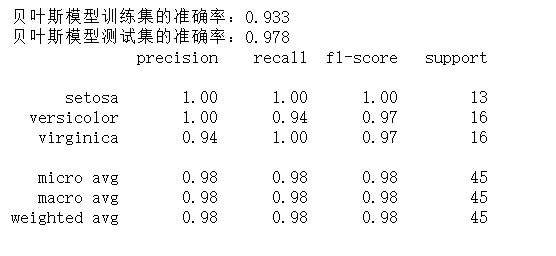 贝叶斯模型训练集的准确率：0.933
贝叶斯模型测试集的准确率：0.978
precision recall f1-score support
setosa 1.00 1.00 1.00 13
versicolor 1.00 0.94 0.97 16
virginica 0.94 1.00 0.97 16
micro avg 0.98 0.98 0.98 45
macro avg 0.98 0.98 0.98 45
weighted avg 0.98 0.98 0.98 45